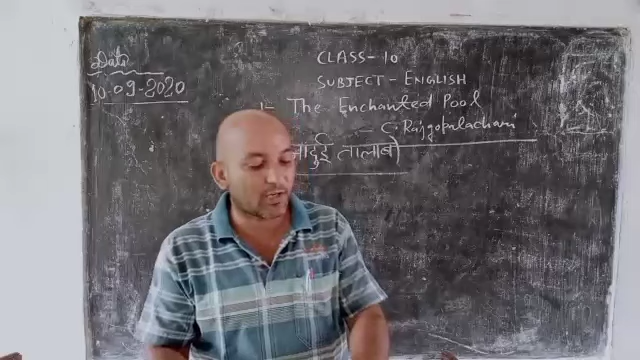 Date
10-09-2020
CLASS-10
SUBJECT - ENGLISH
1- The Enchanted Pool
- C. Rajgopalachari
जादुई तालाब)